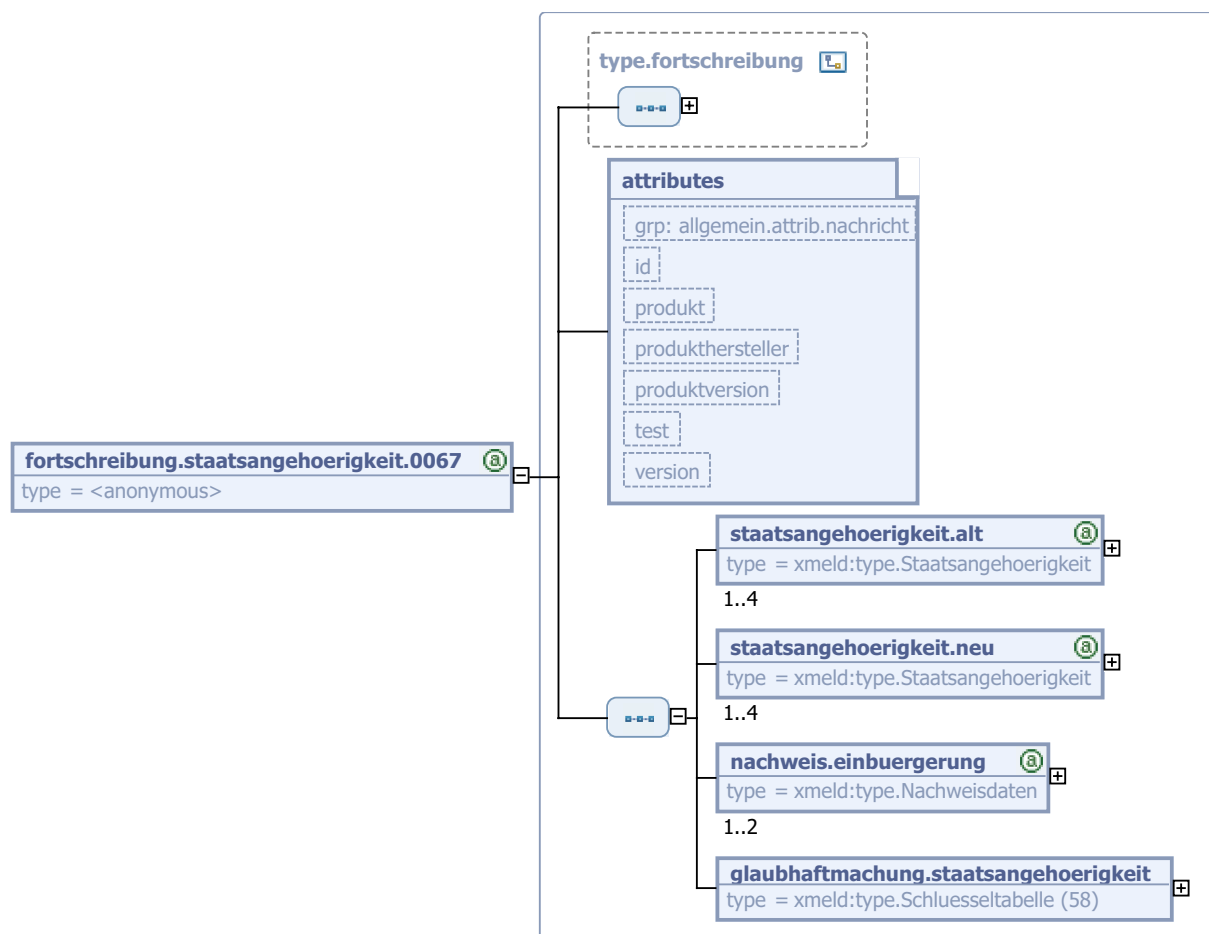 type.fortschreibung
attributes
grp: allgemein.attrib.nachricht
id
produkt
produkthersteller
produktversion
test
version
fortschreibung.staatsangehoerigkeit.0067
type = <anonymous>
staatsangehoerigkeit.alt
type = xmeld:type.Staatsangehoerigkeit
1..4
staatsangehoerigkeit.neu
type = xmeld:type.Staatsangehoerigkeit
1..4
nachweis.einbuergerung
type = xmeld:type.Nachweisdaten
1..2
glaubhaftmachung.staatsangehoerigkeit
type = xmeld:type.Schluesseltabelle (58)